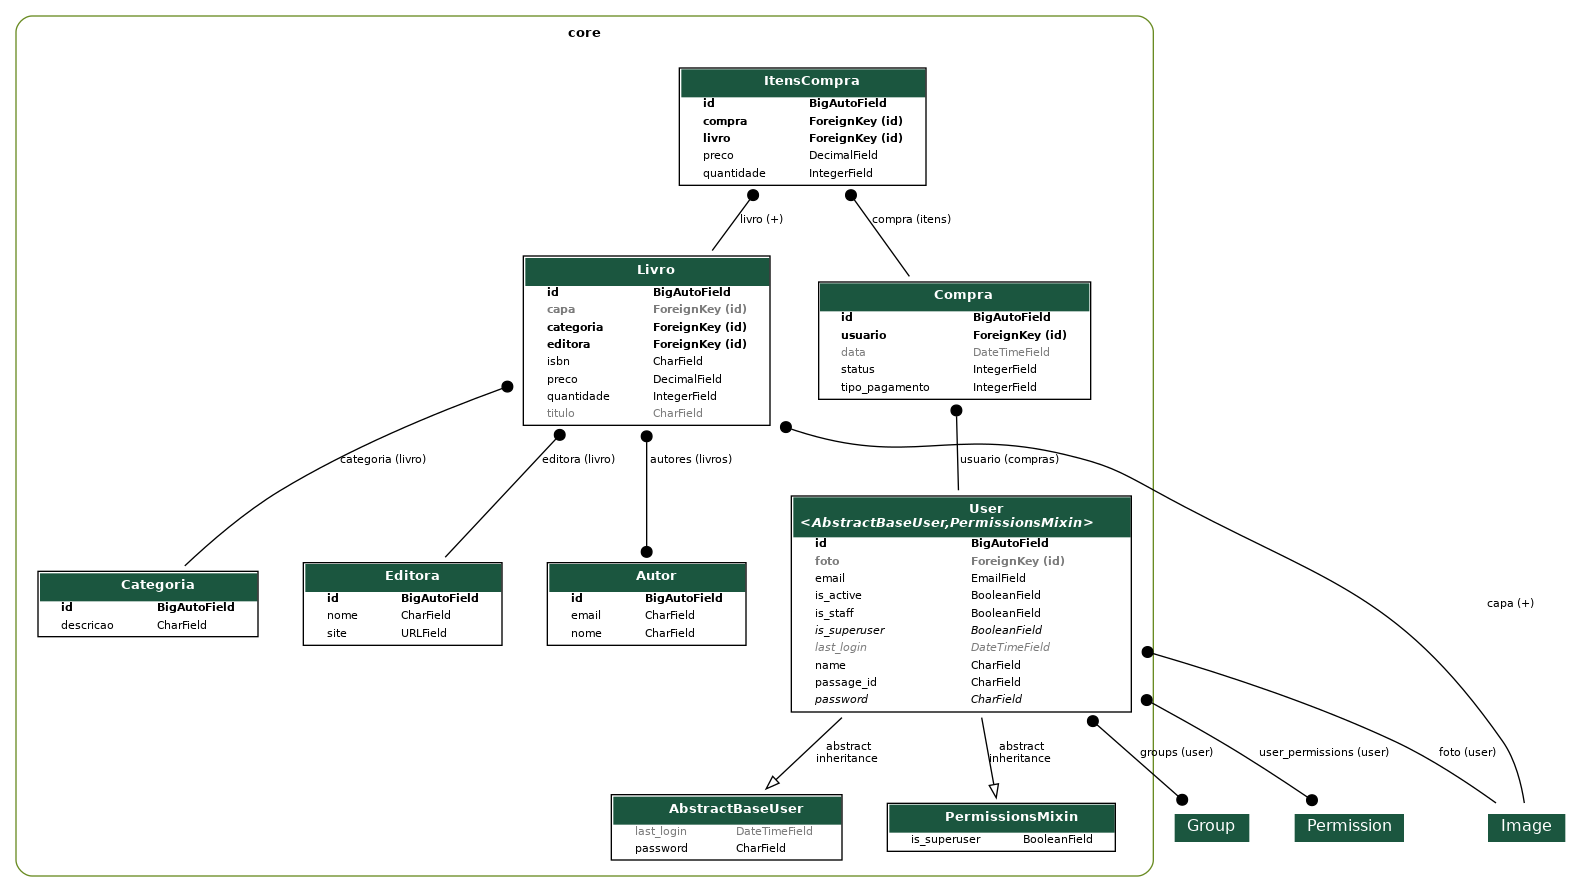 core
ItensCompra
id BigAutoField
compra ForeignKey (id)
livro ForeignKey (id)
preco DecimalField
quantidade IntegerField
livro (+)
compra (itens)
Livro
id BigAutoField
capa ForeignKey (id)
categoria ForeignKey (id)
editora ForeignKey (id)
isbn CharField
preco DecimalField
quantidade IntegerField
titulo CharField
Compra
id BigAutoField
usuario ForeignKey (id)
data DateTimeField
status IntegerField
tipo_pagamento IntegerField
categoria (livro)
editora (livro)
autores (livros)
usuario (compras)
capa (+)
Categoria
id BigAutoField
descricao CharField
Editora
id BigAutoField
nome CharField
site URLField
Autor
id BigAutoField
email CharField
nome CharField
User
<AbstractBaseUser,PermissionsMixin>
id BigAutoField
foto ForeignKey (id)
email EmailField
is_active BooleanField
is_staff BooleanField
is_superuser BooleanField
last_login DateTimeField
name CharField
passage_id CharField
password CharField
abstract
inheritance
abstract
inheritance
groups (user)
user_permissions (user)
foto (user)
AbstractBaseUser
last_login DateTimeField
password CharField
PermissionsMixin
is_superuser BooleanField
Group
Permission
Image